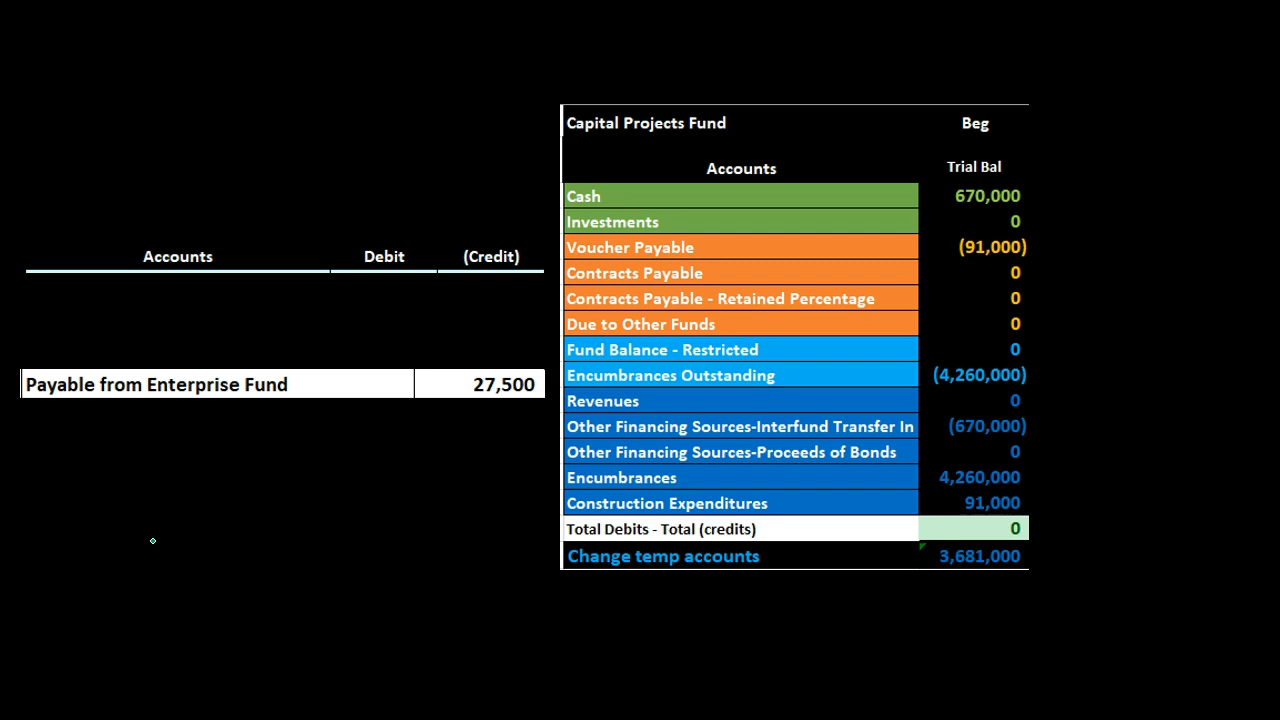 Accounts Debit (Credit)
Payable from Enterprise Fund 27,500
Capital Projects Fund Beg
Accounts Trial Bal
Cash 670,000
Investments 0
Voucher Payable (91,000)
Contracts Payable 0
Contracts Payable - Retained Percentage 0
Due to Other Funds 0
Fund Balance - Restricted 0
Encumbrances Outstanding (4,260,000)
Revenues 0
Other Financing Sources-Interfund Transfer In (670,000)
Other Financing Sources-Proceeds of Bonds 0
Encumbrances 4,260,000
Construction Expenditures 91,000
Total Debits - Total (credits) 0
Change temp accounts 3,681,000